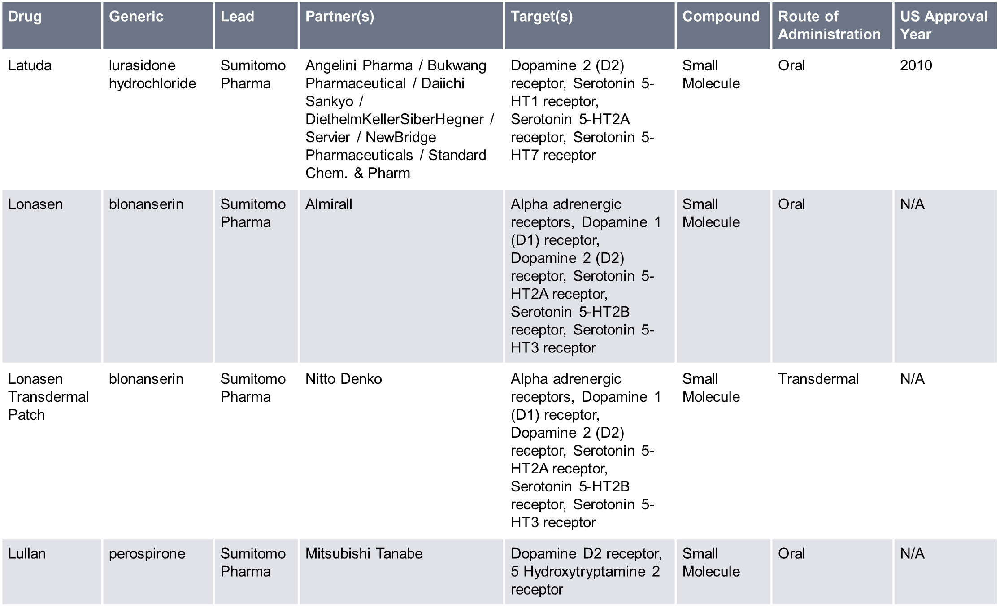 Drug
Generic
Lead
Partner(s)
Target(s)
Compound
Route of
Administration
US Approval
Year
Latuda
lurasidone
hydrochloride
Sumitomo
Pharma
Angelini Pharma / Bukwang
Pharmaceutical / Daiichi
Sankyo /
DiethelmKellerSiberHegner /
Servier / NewBridge
Pharmaceuticals / Standard
Chem. & Pharm
Dopamine 2 (D2)
receptor, Serotonin 5-
HT1 receptor,
Serotonin 5-HT2A
receptor, Serotonin 5-
HT7 receptor
Small
Molecule
Oral
2010
Lonasen
blonanserin
Sumitomo
Pharma
Almirall
Alpha adrenergic
receptors, Dopamine 1
(D1) receptor,
Dopamine 2 (D2)
receptor, Serotonin 5-
HT2A receptor,
Serotonin 5-HT2B
receptor, Serotonin 5-
HT3 receptor
Small
Molecule
Oral
N/A
Lonasen
Transdermal
Patch
blonanserin
Sumitomo
Pharma
Nitto Denko
Alpha adrenergic
receptors, Dopamine 1
(D1) receptor,
Dopamine 2 (D2)
receptor, Serotonin 5-
HT2A receptor,
Serotonin 5-HT2B
receptor, Serotonin 5-
HT3 receptor
Small
Molecule
Transdermal
N/A
Lullan
perospirone
Sumitomo
Pharma
Mitsubishi Tanabe
Dopamine D2 receptor,
5 Hydroxytryptamine 2
receptor
Small
Molecule
Oral
N/A